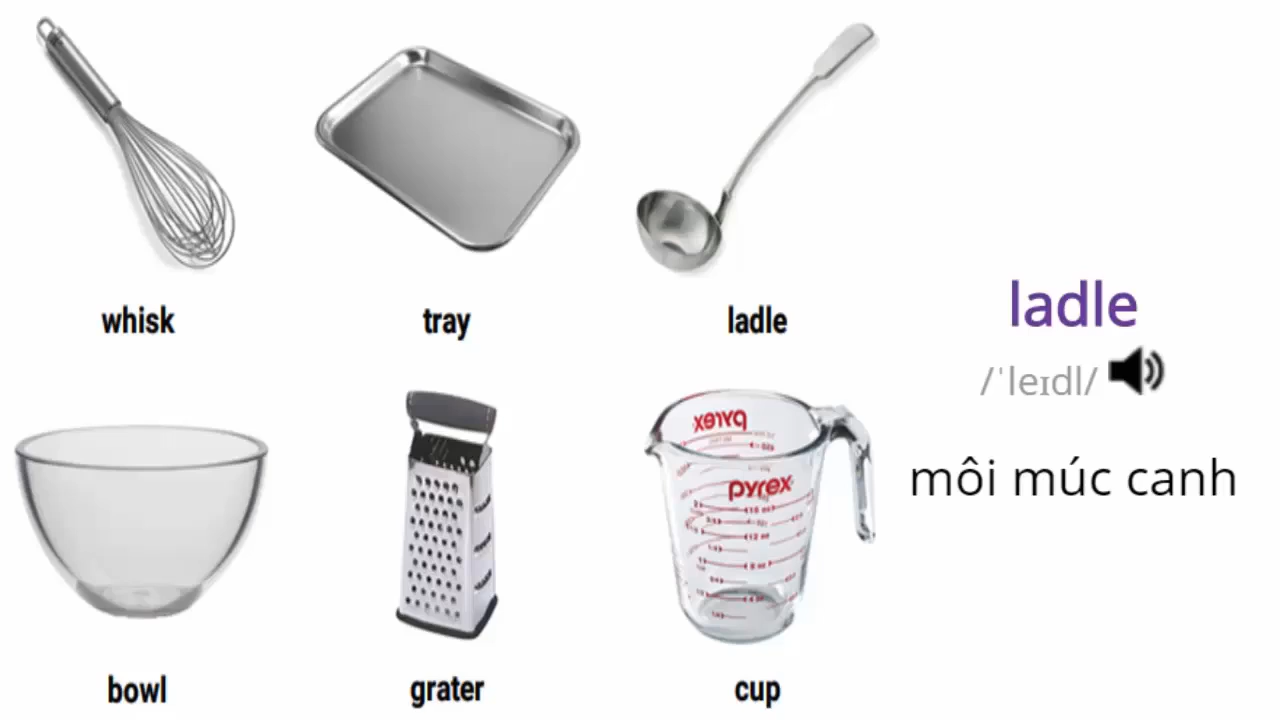 whisk
tray
ladle
bowl
grater
pyrex
pyrex
cup
ladle
/ˈleɪdl/
môi múc canh